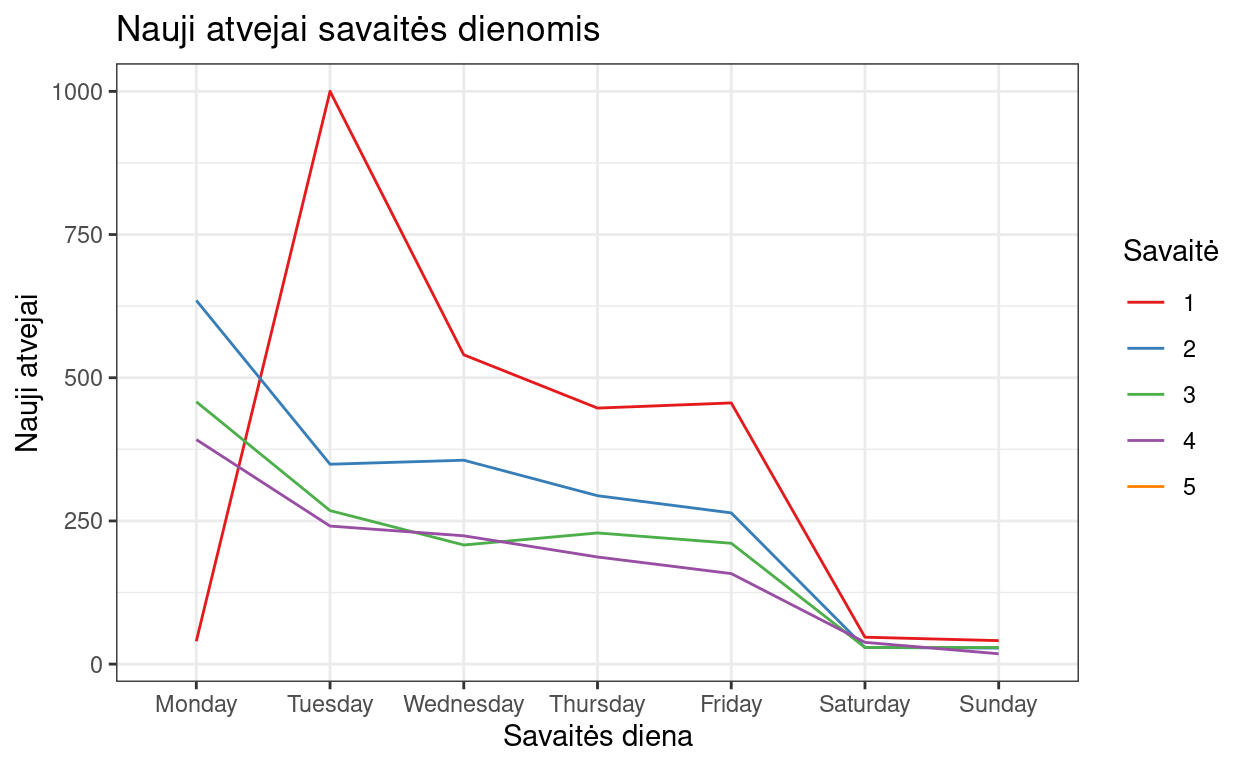 Nauji atvejai savaitės dienomis
Nauji atvejai
1000
750
500
250
0
Monday Tuesday Wednesday Thursday Friday Saturday Sunday
Savaitės diena
Savaitė
1
2
3
4
5